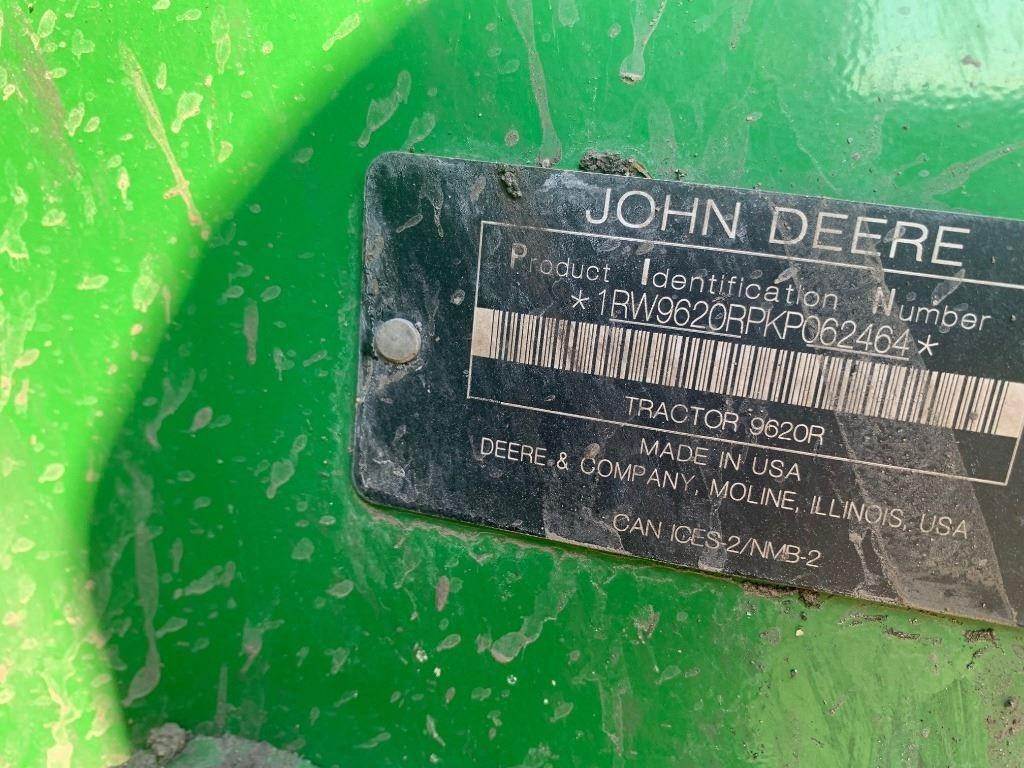 JOHN DEERE
Product Identification Number
*1RW9620RPKP062464*
TRACTOR 9620R
MADE IN USA
DEERE & COMPANY, MOLINE, ILLINOIS, USA
CAN ICES-2/NMB-2